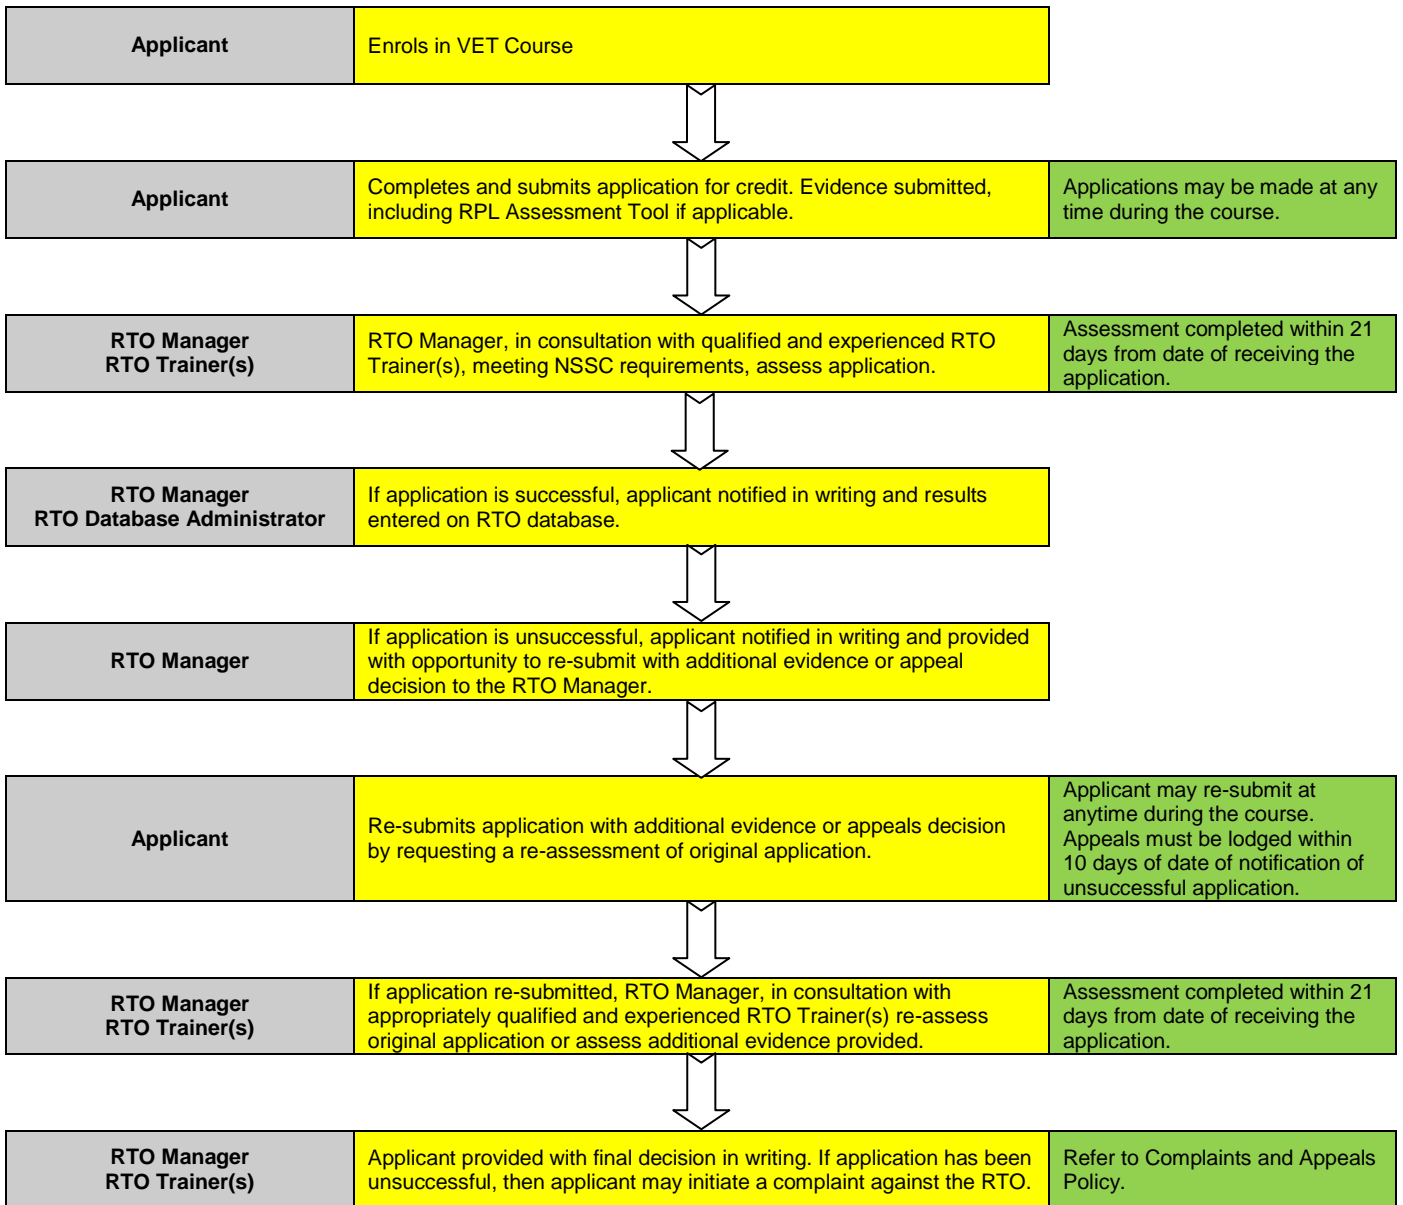 Applicant
Enrols in VET Course
Applicant
Completes and submits application for credit. Evidence submitted,
including RPL Assessment Tool if applicable.
Applications may be made at any
time during the course.
RTO Manager
RTO Trainer(s)
RTO Manager, in consultation with qualified and experienced RTO
Trainer(s), meeting NSSC requirements, assess application.
Assessment completed within 21
days from date of receiving the
application.
RTO Manager
RTO Database Administrator
If application is successful, applicant notified in writing and results
entered on RTO database.
RTO Manager
If application is unsuccessful, applicant notified in writing and provided
with opportunity to re-submit with additional evidence or appeal
decision to the RTO Manager.
Applicant
Re-submits application with additional evidence or appeals decision
by requesting a re-assessment of original application.
Applicant may re-submit at
anytime during the course.
Appeals must be lodged within
10 days of date of notification of
unsuccessful application.
RTO Manager
RTO Trainer(s)
If application re-submitted, RTO Manager, in consultation with
appropriately qualified and experienced RTO Trainer(s) re-assess
original application or assess additional evidence provided.
Assessment completed within 21
days from date of receiving the
application.
RTO Manager
RTO Trainer(s)
Applicant provided with final decision in writing. If application has been
unsuccessful, then applicant may initiate a complaint against the RTO.
Refer to Complaints and Appeals
Policy.